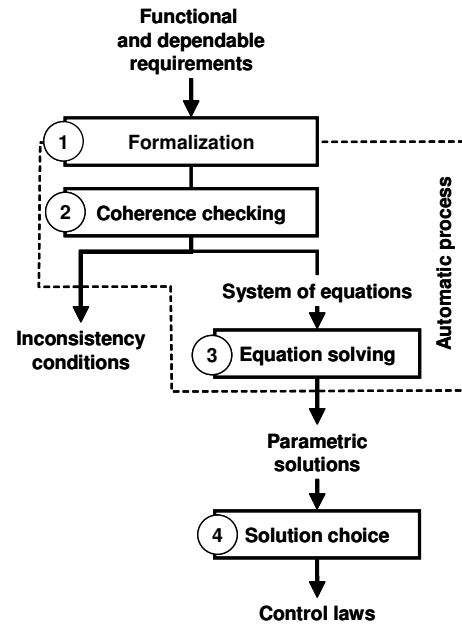 Functional
and dependable
requirements
1
Formalization
2
Coherence checking
Automatic process
System of equations
Inconsistency
conditions
3
Equation solving
Parametric
solutions
4
Solution choice
Control laws